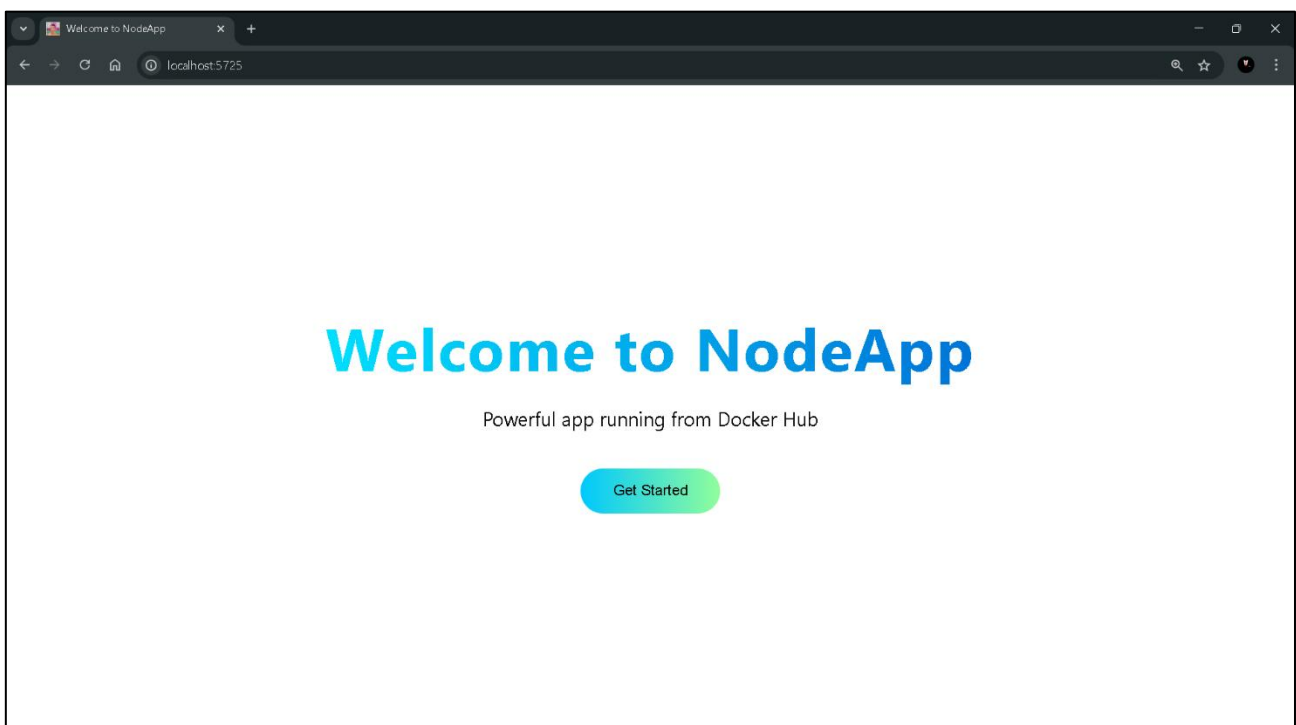 Welcome to NodeApp
localhost:5725
Welcome to NodeApp
Powerful app running from Docker Hub
Get Started